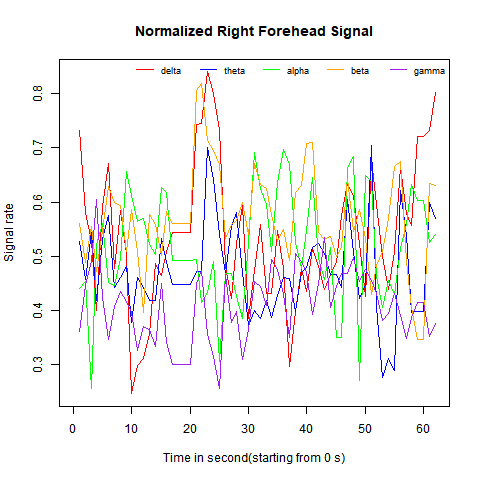 Normalized Right Forehead Signal
delta theta alpha beta gamma
Signal rate
0.8
0.7
0.6
0.5
0.4
0.3
0 10 20 30 40 50 60
Time in second(starting from 0 s)